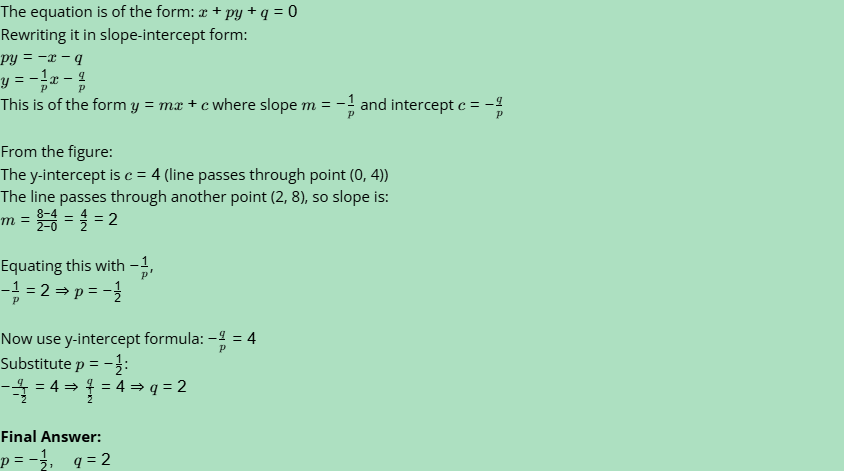 The equation is of the form: x + py + q = 0
Rewriting it in slope-intercept form:
py = −x − q
y = −\frac{1}{p}x − \frac{q}{p}
This is of the form y = mx + c where slope m = −\frac{1}{p} and intercept c = −\frac{q}{p}
From the figure:
The y-intercept is c = 4 (line passes through point (0, 4))
The line passes through another point (2, 8), so slope is:
m = \frac{8−4}{2−0} = \frac{4}{2} = 2
Equating this with −\frac{1}{p},
−\frac{1}{p} = 2 ⇒ p = −\frac{1}{2}
Now use y-intercept formula: −\frac{q}{p} = 4
Substitute p = −\frac{1}{2}:
−\frac{q}{−\frac{1}{2}} = 4 ⇒ \frac{q}{\frac{1}{2}} = 4 ⇒ q = 2
Final Answer:
p = −\frac{1}{2}, q = 2